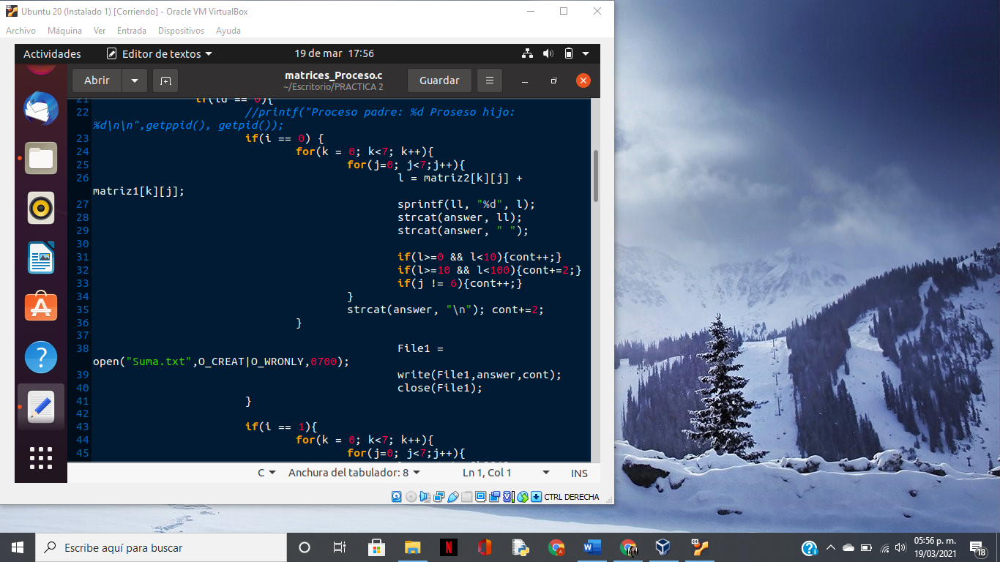 Ubuntu 20 (Instalado 1) [Corriendo] - Oracle VM VirtualBox
Archivo Máquina Ver Entrada Dispositivos Ayuda
Actividades Editor de textos 19 de mar 17:56
Abrir matrices_Proceso.c Guardar
~/Escritorio/PRACTICA 2
21 if(id == 0){
22 //printf("Proceso padre: %d Proseso hijo:
%d\n\n",getppid(), getpid());
23 if(i == 0) {
24 for(k = 0; k<7; k++){
25 for(j=0; j<7;j++){
26 l = matriz2[k][j] +
matriz1[k][j];
27 sprintf(ll, "%d", l);
28 strcat(answer, ll);
29 strcat(answer, " ");
30
31 if(l>=0 && l<10){cont++;}
32 if(l>=10 && l<100){cont+=2;}
33 if(j != 6){cont++;}
34 }
35 strcat(answer, "\n"); cont+=2;
36 }
37
38 File1 =
open("Suma.txt",O_CREAT|O_WRONLY,0700);
39 write(File1,answer,cont);
40 close(File1);
41 }
42
43 if(i == 1){
44 for(k = 0; k<7; k++){
45 for(j=0; j<7;j++){
C Anchura del tabulador: 8 Ln 1, Col 1 INS
CTRL DERECHA
Escribe aquí para buscar
05:56 p. m.
19/03/2021
18